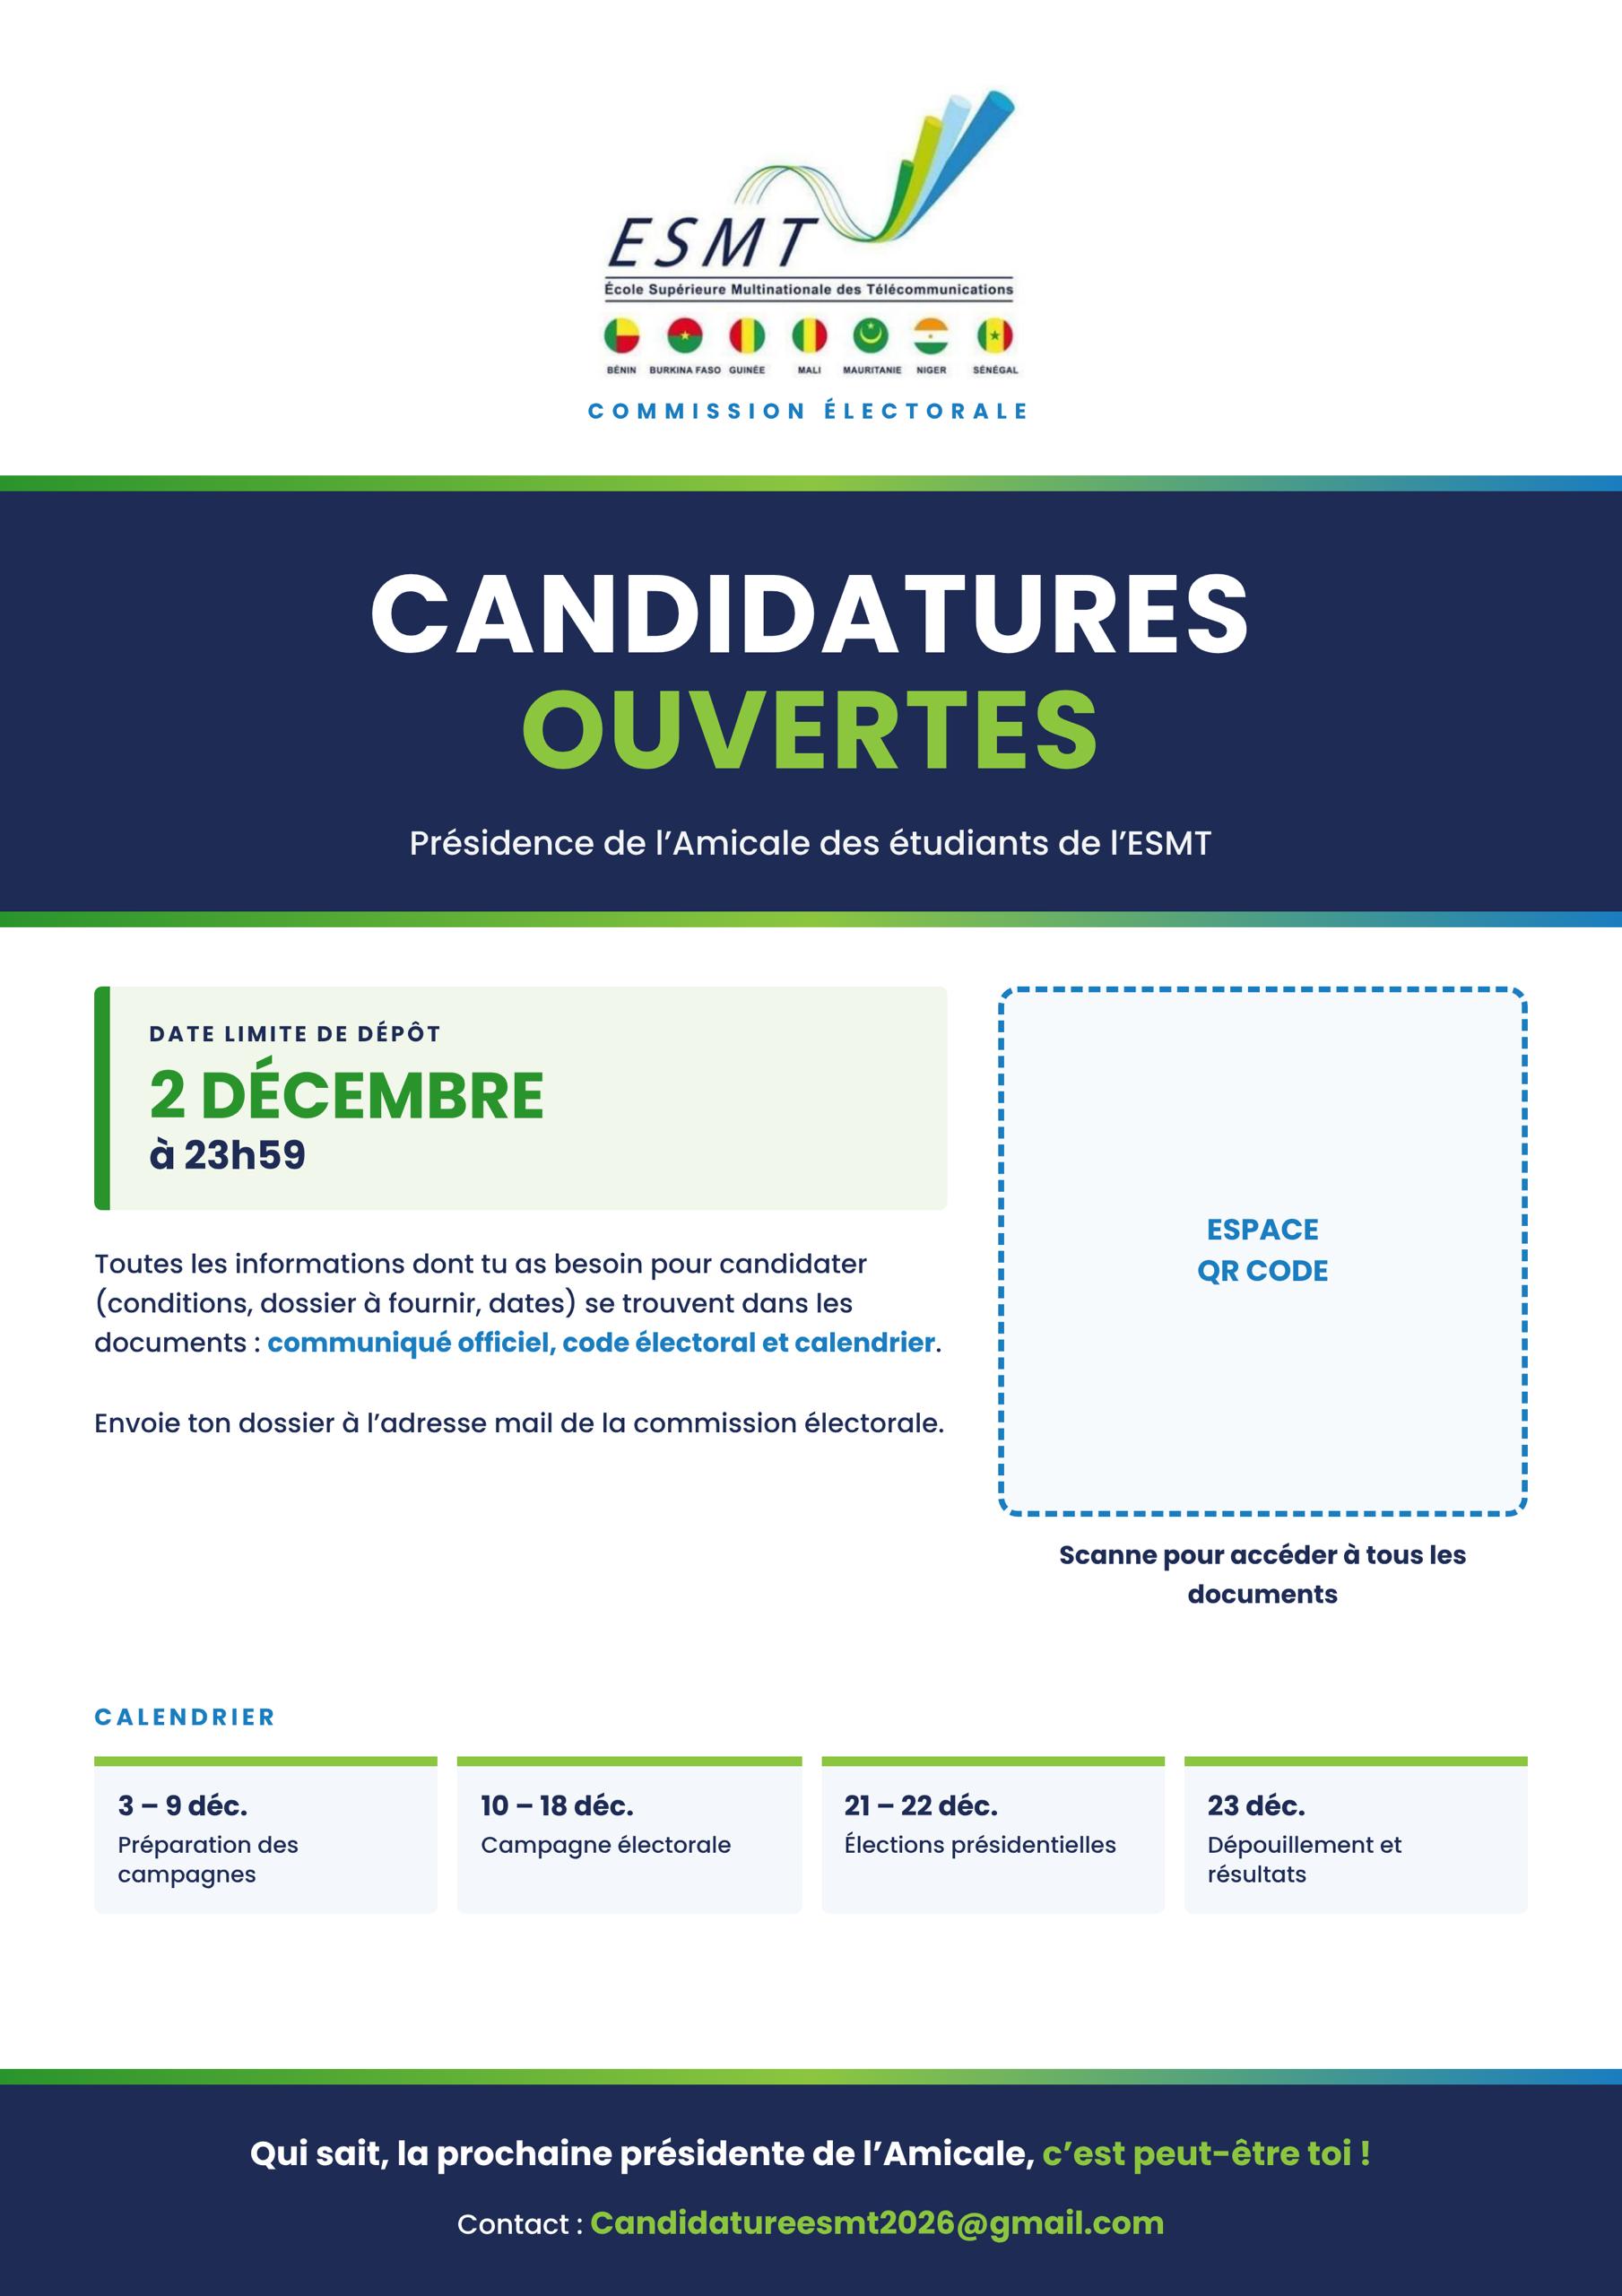 ESMT
École Supérieure Multinationale des Télécommunications
BÉNIN BURKINA FASO GUINÉE MALI MAURITANIE NIGER SÉNÉGAL
COMMISSION ÉLECTORALE
CANDIDATURES
OUVERTES
Présidence de l’Amicale des étudiants de l’ESMT
DATE LIMITE DE DÉPÔT
2 DÉCEMBRE
à 23h59
Toutes les informations dont tu as besoin pour candidater
(conditions, dossier à fournir, dates) se trouvent dans les
documents : communiqué officiel, code électoral et calendrier.
Envoie ton dossier à l’adresse mail de la commission électorale.
ESPACE
QR CODE
Scanne pour accéder à tous les
documents
CALENDRIER
3 – 9 déc.
Préparation des
campagnes
10 – 18 déc.
Campagne électorale
21 – 22 déc.
Élections présidentielles
23 déc.
Dépouillement et
résultats
Qui sait, la prochaine présidente de l’Amicale, c’est peut-être toi !
Contact : Candidatureesmt2026@gmail.com